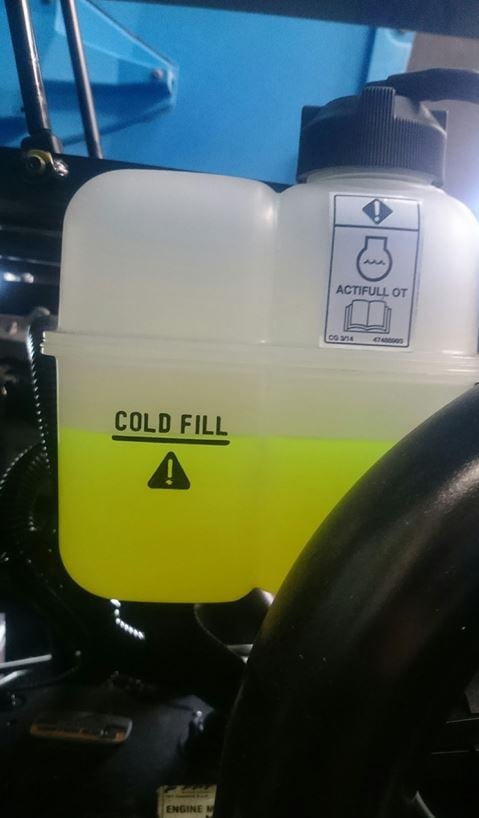 ACTIFULL OT
CG 3/14 47488993
COLD FILL
ENGINE